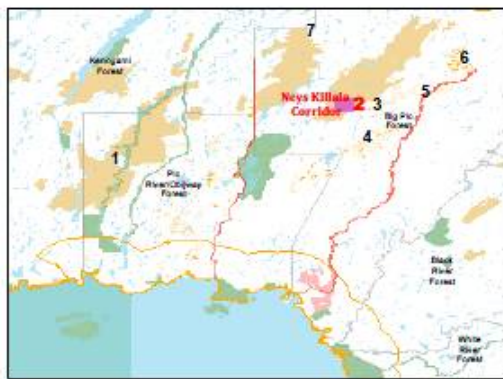 7
6
Kenogami
Forest
Neys Killala
Corridor
2
3
5
Big Pic
Forest
4
1
Pic
River/Ojibway
Forest
Black
River
Forest
White
River
Forest